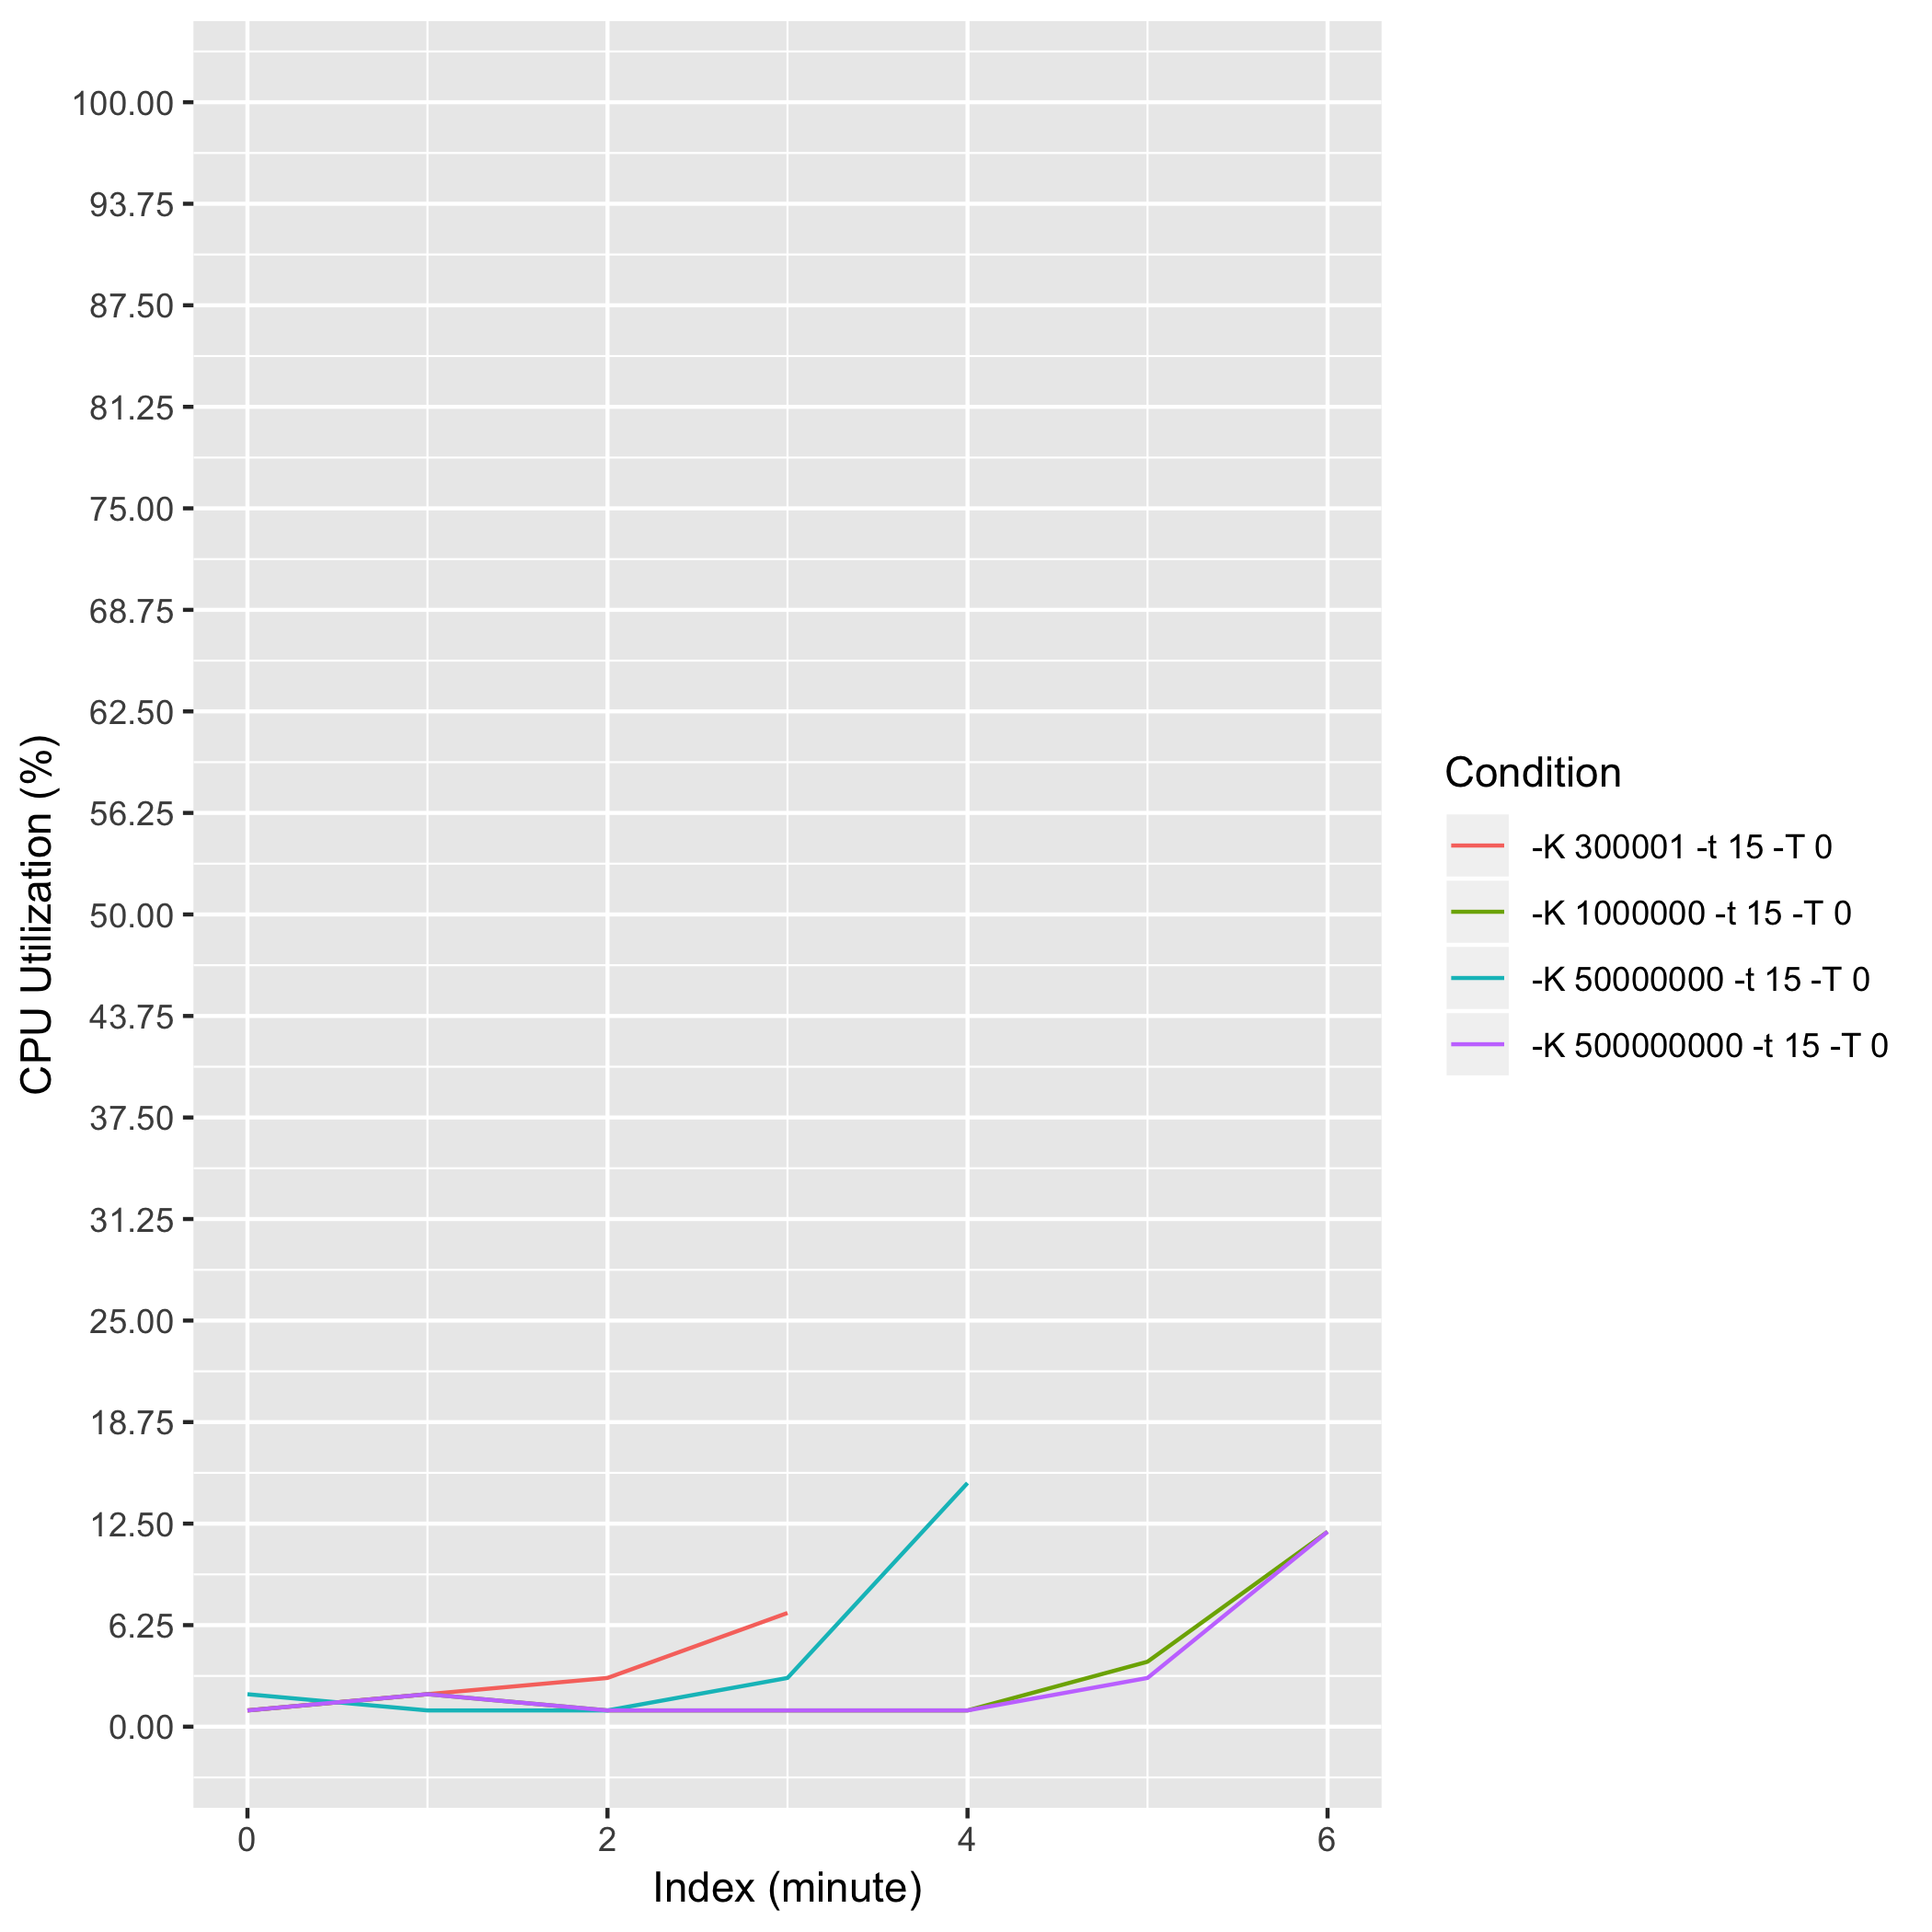 100.00
93.75
87.50
81.25
75.00
68.75
62.50
56.25
50.00
43.75
37.50
31.25
25.00
18.75
12.50
6.25
0.00
CPU Utilization (%)
0 2 4 6
Index (minute)
Condition
-K 300001 -t 15 -T 0
-K 1000000 -t 15 -T 0
-K 50000000 -t 15 -T 0
-K 500000000 -t 15 -T 0